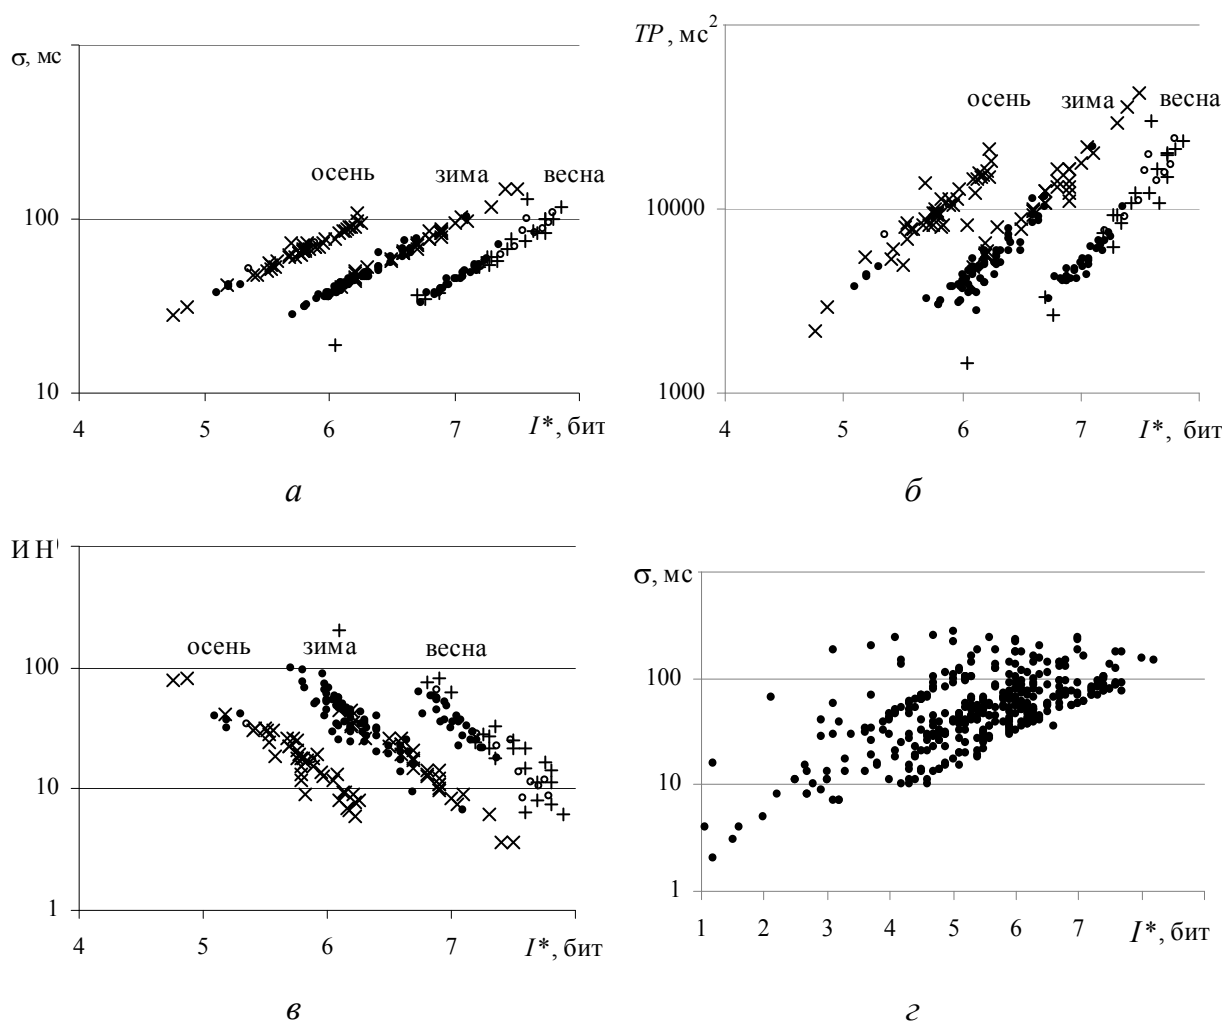 σ, мс
осень зима весна
100
10
4 5 6 7 I*, бит
а
TP, мс²
осень зима весна
10000
1000
4 5 6 7 I*, бит
б
ИН
осень зима весна
100
10
1
4 5 6 7 I*, бит
в
σ, мс
100
10
1
1 2 3 4 5 6 7 I*, бит
г